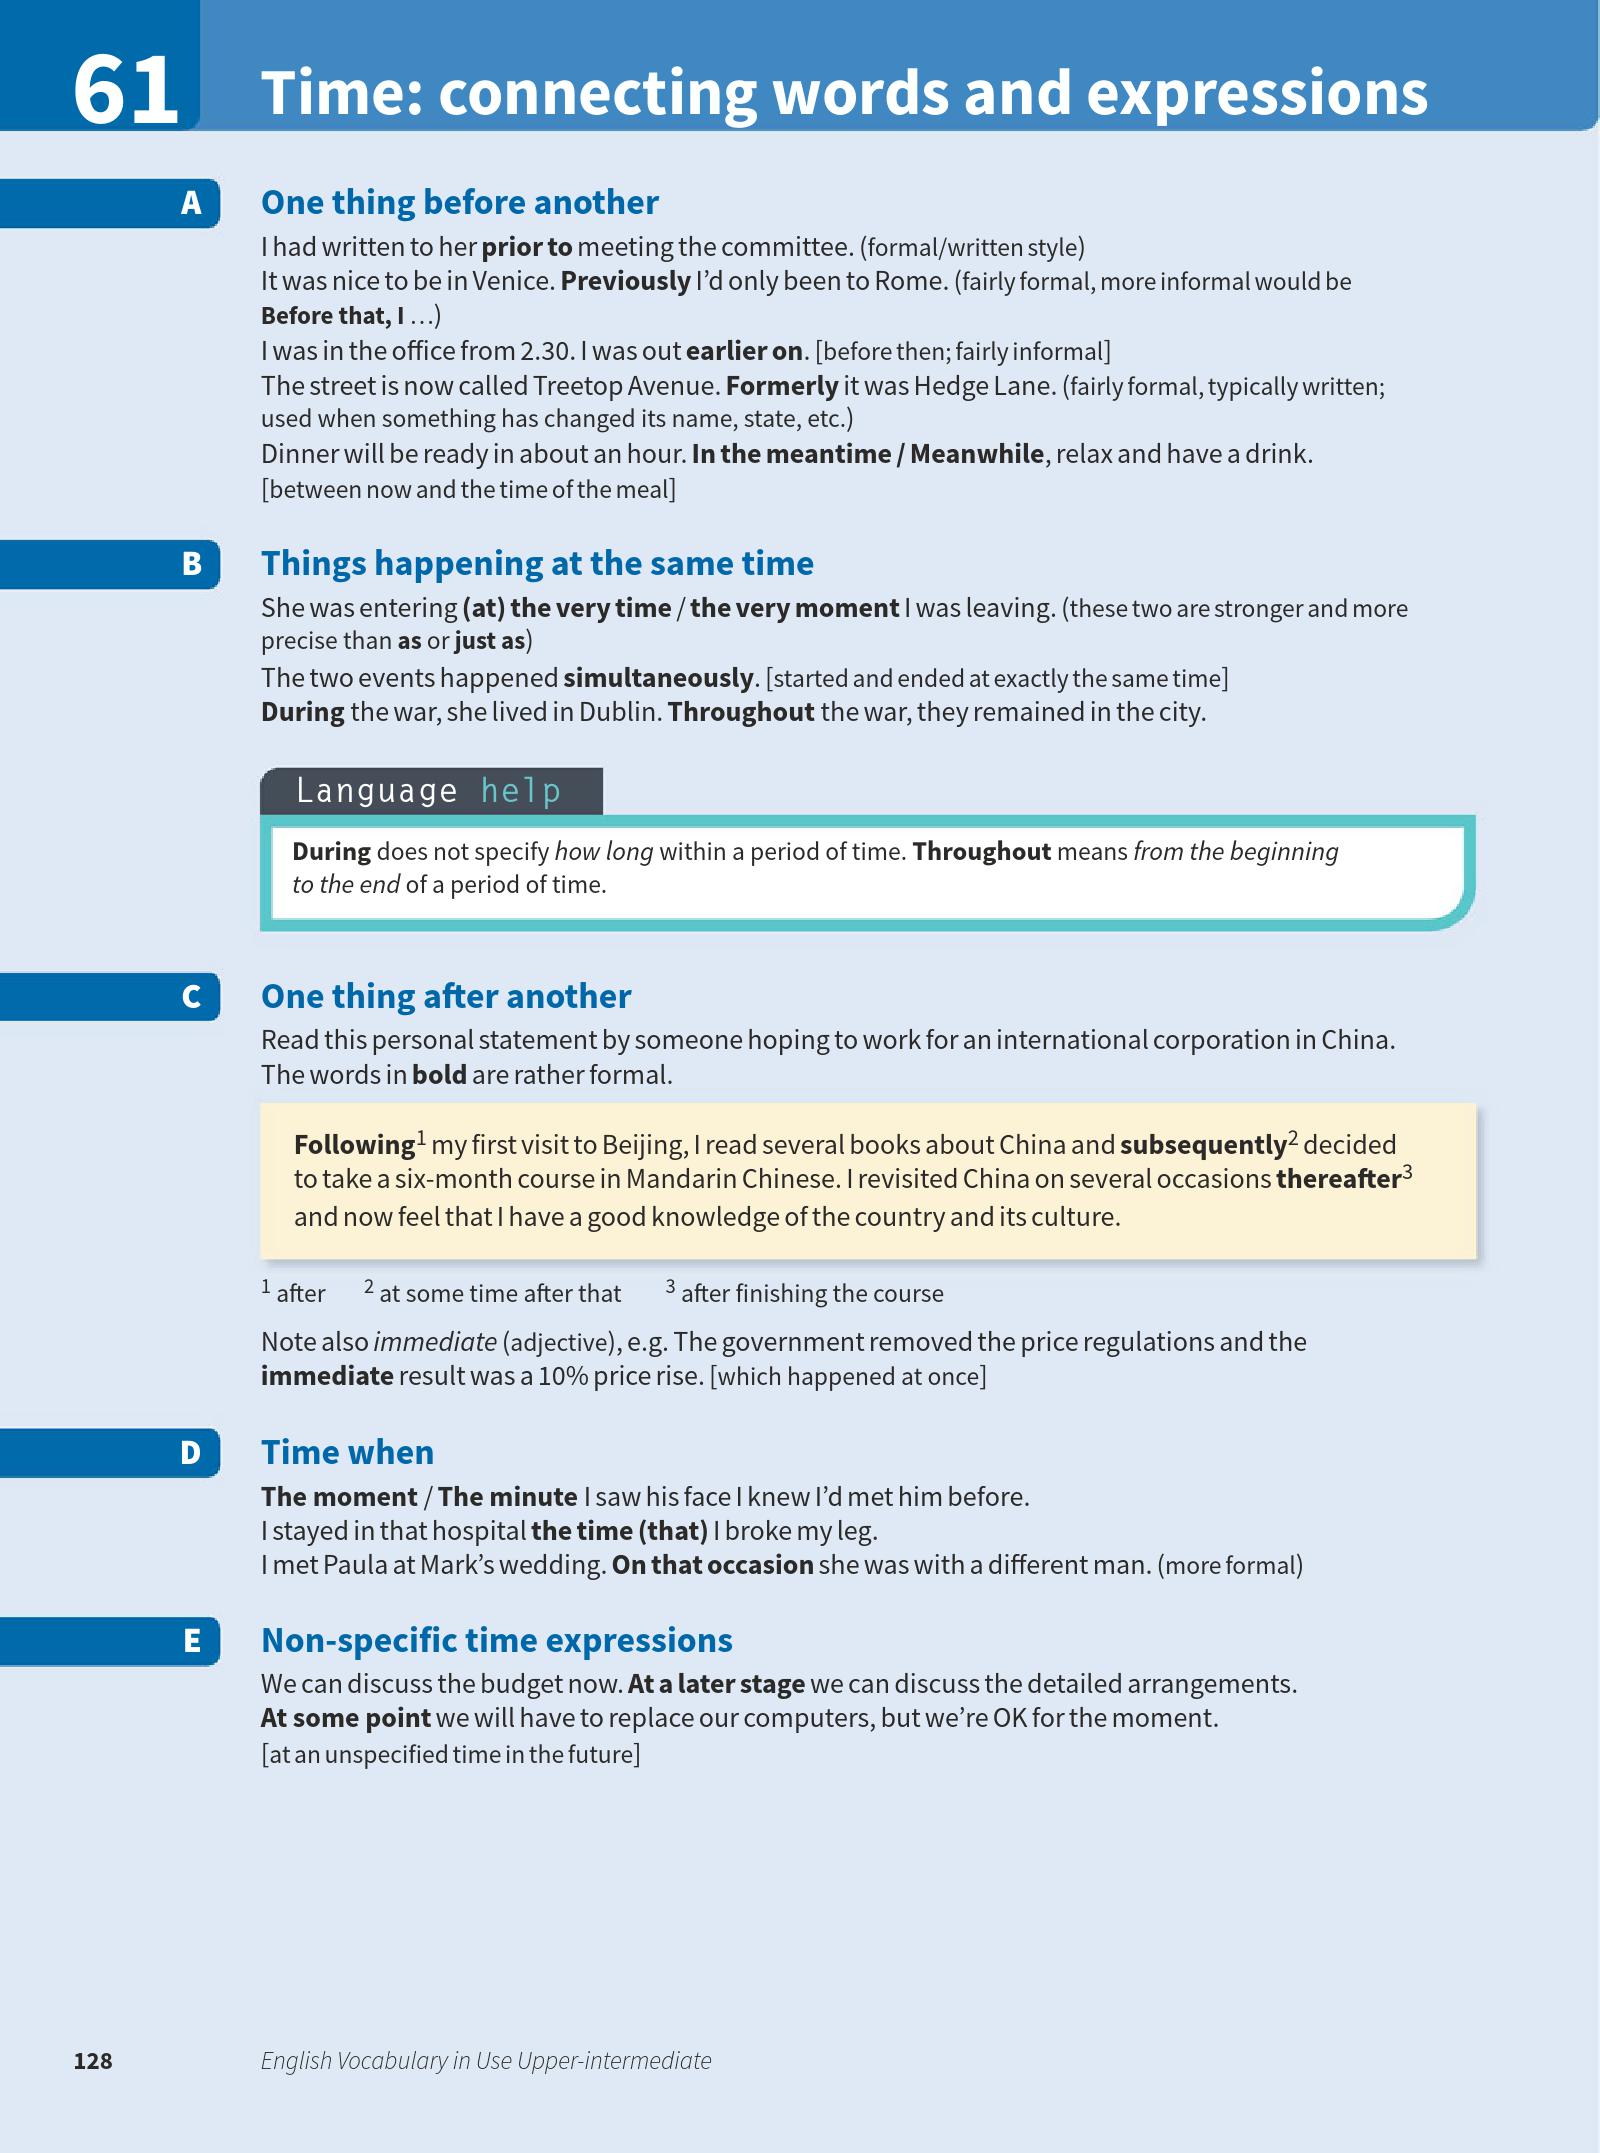 61
Time: connecting words and expressions
A
One thing before another
I had written to her prior to meeting the committee. (formal/written style)
It was nice to be in Venice. Previously I’d only been to Rome. (fairly formal, more informal would be
Before that, I …)
I was in the office from 2.30. I was out earlier on. [before then; fairly informal]
The street is now called Treetop Avenue. Formerly it was Hedge Lane. (fairly formal, typically written;
used when something has changed its name, state, etc.)
Dinner will be ready in about an hour. In the meantime / Meanwhile, relax and have a drink.
[between now and the time of the meal]
B
Things happening at the same time
She was entering (at) the very time / the very moment I was leaving. (these two are stronger and more
precise than as or just as)
The two events happened simultaneously. [started and ended at exactly the same time]
During the war, she lived in Dublin. Throughout the war, they remained in the city.
Language help
During does not specify how long within a period of time. Throughout means from the beginning
to the end of a period of time.
C
One thing after another
Read this personal statement by someone hoping to work for an international corporation in China.
The words in bold are rather formal.
Following1 my first visit to Beijing, I read several books about China and subsequently2 decided
to take a six-month course in Mandarin Chinese. I revisited China on several occasions thereafter3
and now feel that I have a good knowledge of the country and its culture.
1 after 2 at some time after that 3 after finishing the course
Note also immediate (adjective), e.g. The government removed the price regulations and the
immediate result was a 10% price rise. [which happened at once]
D
Time when
The moment / The minute I saw his face I knew I’d met him before.
I stayed in that hospital the time (that) I broke my leg.
I met Paula at Mark’s wedding. On that occasion she was with a different man. (more formal)
E
Non-specific time expressions
We can discuss the budget now. At a later stage we can discuss the detailed arrangements.
At some point we will have to replace our computers, but we’re OK for the moment.
[at an unspecified time in the future]
128
English Vocabulary in Use Upper-intermediate